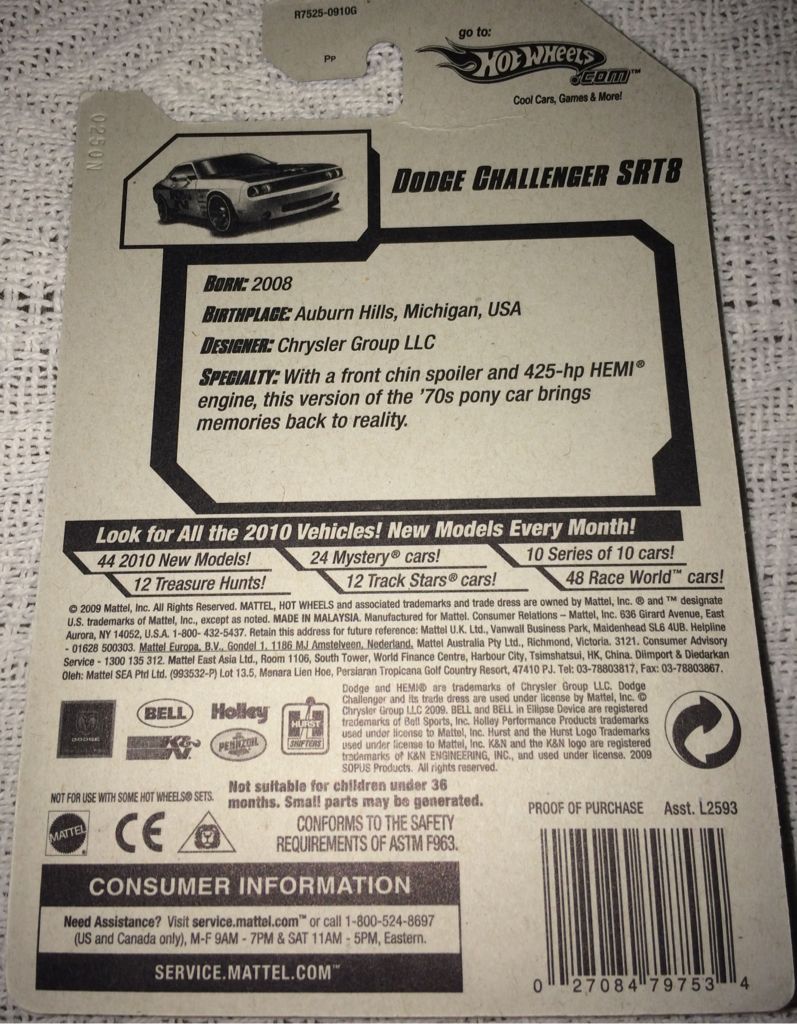 R7525-0910G
Pp
go to:
HOT WHEELS
.COM™
Cool Cars, Games & More!
0250N
DODGE CHALLENGER SRT8
BORN: 2008
BIRTHPLACE: Auburn Hills, Michigan, USA
DESIGNER: Chrysler Group LLC
SPECIALTY: With a front chin spoiler and 425-hp HEMI®
engine, this version of the '70s pony car brings
memories back to reality.
Look for All the 2010 Vehicles! New Models Every Month!
44 2010 New Models! 24 Mystery® cars! 10 Series of 10 cars!
12 Treasure Hunts! 12 Track Stars® cars! 48 Race World™ cars!
© 2009 Mattel, Inc. All Rights Reserved. MATTEL, HOT WHEELS and associated trademarks and trade dress are owned by Mattel, Inc. ® and ™ designate
U.S. trademarks of Mattel, Inc., except as noted. MADE IN MALAYSIA. Manufactured for Mattel. Consumer Relations – Mattel, Inc. 636 Girard Avenue, East
Aurora, NY 14052, U.S.A. 1-800- 432-5437. Retain this address for future reference: Mattel U.K. Ltd., Vanwall Business Park, Maidenhead SL6 4UB. Helpline
- 01628 500303. Mattel Europa, B.V., Gondel 1, 1186 MJ Amstelveen, Nederland. Mattel Australia Pty Ltd., Richmond, Victoria. 3121. Consumer Advisory
Service - 1300 135 312. Mattel East Asia Ltd., Room 1106, South Tower, World Finance Centre, Harbour City, Tsimshatsui, HK, China. Diimport & Diedarkan
Oleh: Mattel SEA Ptd Ltd. (993532-P) Lot 13.5, Menara Lien Hoe, Persiaran Tropicana Golf Country Resort, 47410 PJ. Tel: 03-78803817, Fax: 03-78803867.
Dodge and HEMI® are trademarks of Chrysler Group LLC. Dodge
Challenger and its trade dress are used under license by Mattel, Inc. ©
Chrysler Group LLC 2009. BELL and BELL in Ellipse Device are registered
trademarks of Bell Sports, Inc. Holley Performance Products trademarks
used under license to Mattel, Inc. Hurst and the Hurst Logo Trademarks
used under license to Mattel, Inc. K&N and the K&N logo are registered
trademarks of K&N ENGINEERING, INC., and used under license. 2009
SOPUS Products. All rights reserved.
DODGE
BELL
Holley
K&N
PENNZOIL
HURST
SHIFTERS
NOT FOR USE WITH SOME HOT WHEELS® SETS.
Not suitable for children under 36
months. Small parts may be generated.
MATTEL
CE
CONFORMS TO THE SAFETY
REQUIREMENTS OF ASTM F963.
PROOF OF PURCHASE Asst. L2593
CONSUMER INFORMATION
Need Assistance? Visit service.mattel.com™ or call 1-800-524-8697
(US and Canada only), M-F 9AM - 7PM & SAT 11AM - 5PM, Eastern.
SERVICE.MATTEL.COM™
0 27084 79753 4